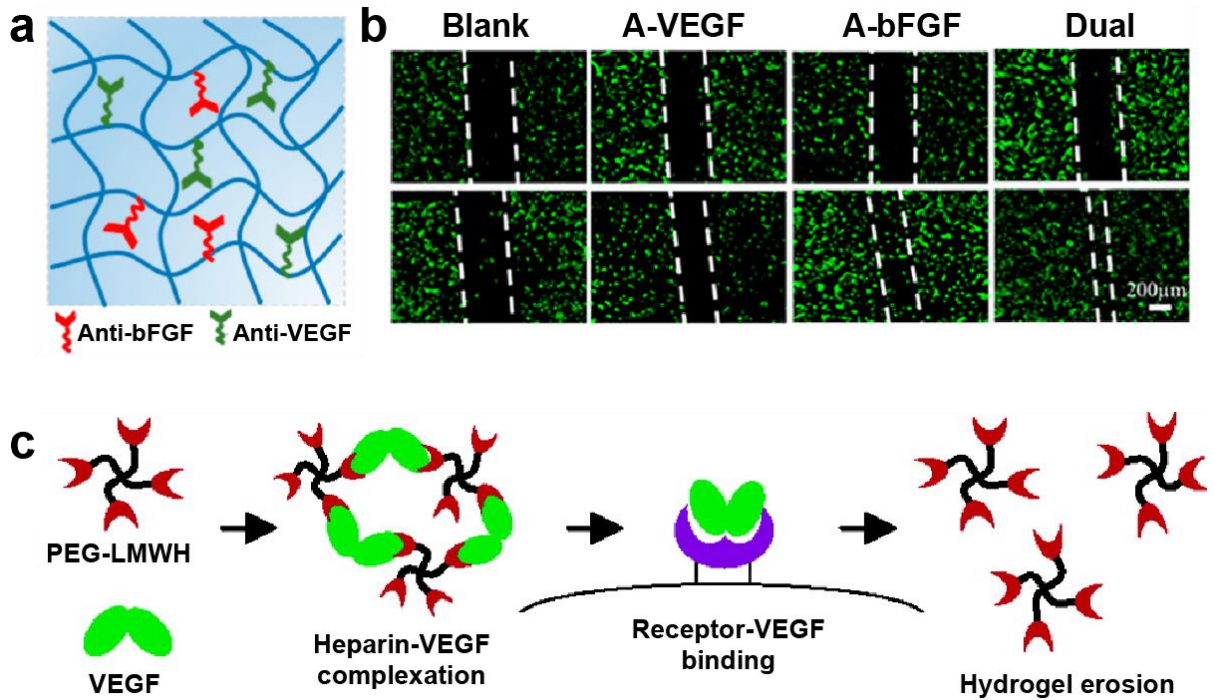 a
Anti-bFGF Anti-VEGF
b
Blank A-VEGF A-bFGF Dual
200μm
c
PEG-LMWH
VEGF
Heparin-VEGF
complexation
Receptor-VEGF
binding
Hydrogel erosion